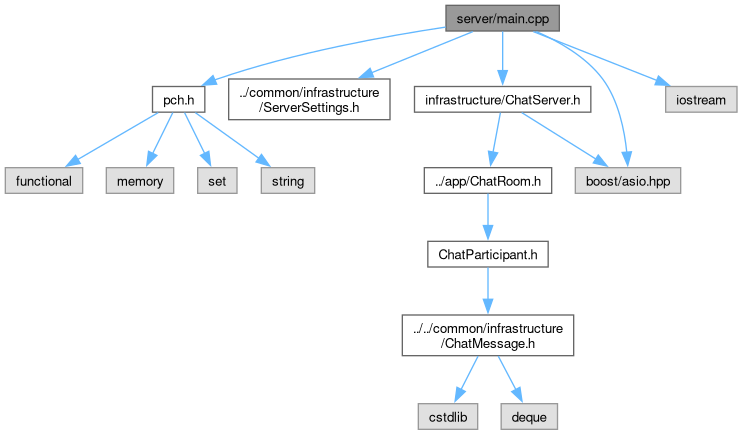 server/main.cpp
pch.h
../common/infrastructure
/ServerSettings.h
infrastructure/ChatServer.h
iostream
functional
memory
set
string
../app/ChatRoom.h
boost/asio.hpp
ChatParticipant.h
../../common/infrastructure
/ChatMessage.h
cstdlib
deque